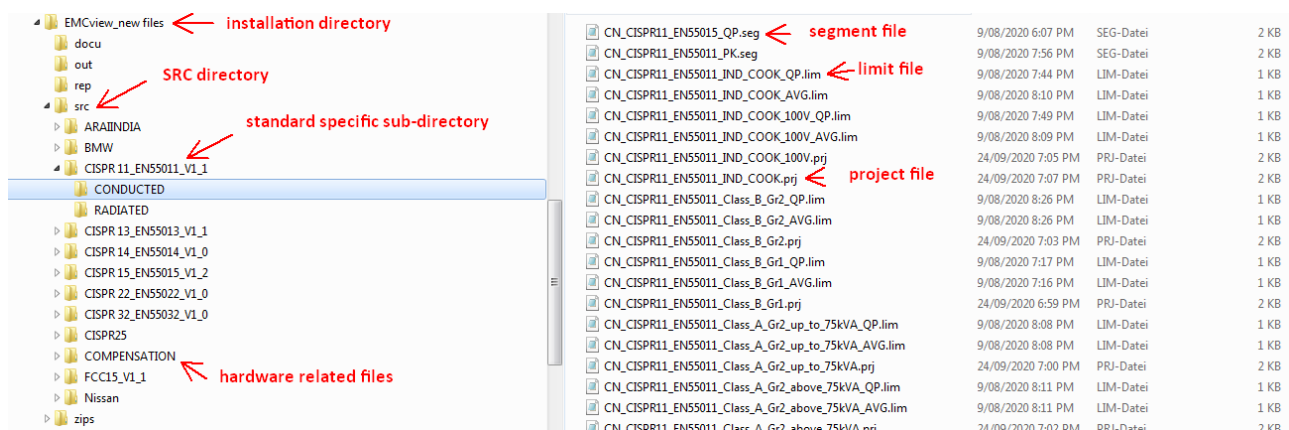 EMCview_new files installation directory
docu
out
rep
SRC directory
src
ARAIINDIA
standard specific sub-directory
BMW
CISPR 11_EN55011_V1_1
CONDUCTED
RADIATED
CISPR 13_EN55013_V1_1
CISPR 14_EN55014_V1_0
CISPR 15_EN55015_V1_2
CISPR 22_EN55022_V1_0
CISPR 32_EN55032_V1_0
CISPR25
COMPENSATION
FCC15_V1_1 hardware related files
Nissan
zips
CN_CISPR11_EN55015_QP.seg segment file 9/08/2020 6:07 PM SEG-Datei 2 KB
CN_CISPR11_EN55011_PK.seg 9/08/2020 7:56 PM SEG-Datei 2 KB
CN_CISPR11_EN55011_IND_COOK_QP.lim limit file 9/08/2020 7:44 PM LIM-Datei 1 KB
CN_CISPR11_EN55011_IND_COOK_AVG.lim 9/08/2020 8:10 PM LIM-Datei 1 KB
CN_CISPR11_EN55011_IND_COOK_100V_QP.lim 9/08/2020 7:49 PM LIM-Datei 1 KB
CN_CISPR11_EN55011_IND_COOK_100V_AVG.lim 9/08/2020 8:09 PM LIM-Datei 1 KB
CN_CISPR11_EN55011_IND_COOK_100V.prj 24/09/2020 7:05 PM PRJ-Datei 2 KB
CN_CISPR11_EN55011_IND_COOK.prj project file 24/09/2020 7:07 PM PRJ-Datei 2 KB
CN_CISPR11_EN55011_Class_B_Gr2_QP.lim 9/08/2020 8:26 PM LIM-Datei 1 KB
CN_CISPR11_EN55011_Class_B_Gr2_AVG.lim 9/08/2020 8:26 PM LIM-Datei 1 KB
CN_CISPR11_EN55011_Class_B_Gr2.prj 24/09/2020 7:03 PM PRJ-Datei 2 KB
CN_CISPR11_EN55011_Class_B_Gr1_QP.lim 9/08/2020 7:17 PM LIM-Datei 1 KB
CN_CISPR11_EN55011_Class_B_Gr1_AVG.lim 9/08/2020 7:16 PM LIM-Datei 1 KB
CN_CISPR11_EN55011_Class_B_Gr1.prj 24/09/2020 6:59 PM PRJ-Datei 2 KB
CN_CISPR11_EN55011_Class_A_Gr2_up_to_75kVA_QP.lim 9/08/2020 8:08 PM LIM-Datei 1 KB
CN_CISPR11_EN55011_Class_A_Gr2_up_to_75kVA_AVG.lim 9/08/2020 8:08 PM LIM-Datei 1 KB
CN_CISPR11_EN55011_Class_A_Gr2_up_to_75kVA.prj 24/09/2020 7:00 PM PRJ-Datei 2 KB
CN_CISPR11_EN55011_Class_A_Gr2_above_75kVA_QP.lim 9/08/2020 8:11 PM LIM-Datei 1 KB
CN_CISPR11_EN55011_Class_A_Gr2_above_75kVA_AVG.lim 9/08/2020 8:11 PM LIM-Datei 1 KB
CN_CISPR11_EN55011_Class_A_Gr2_above_75kVA.prj 24/09/2020 7:02 PM PRJ-Datei 2 KB